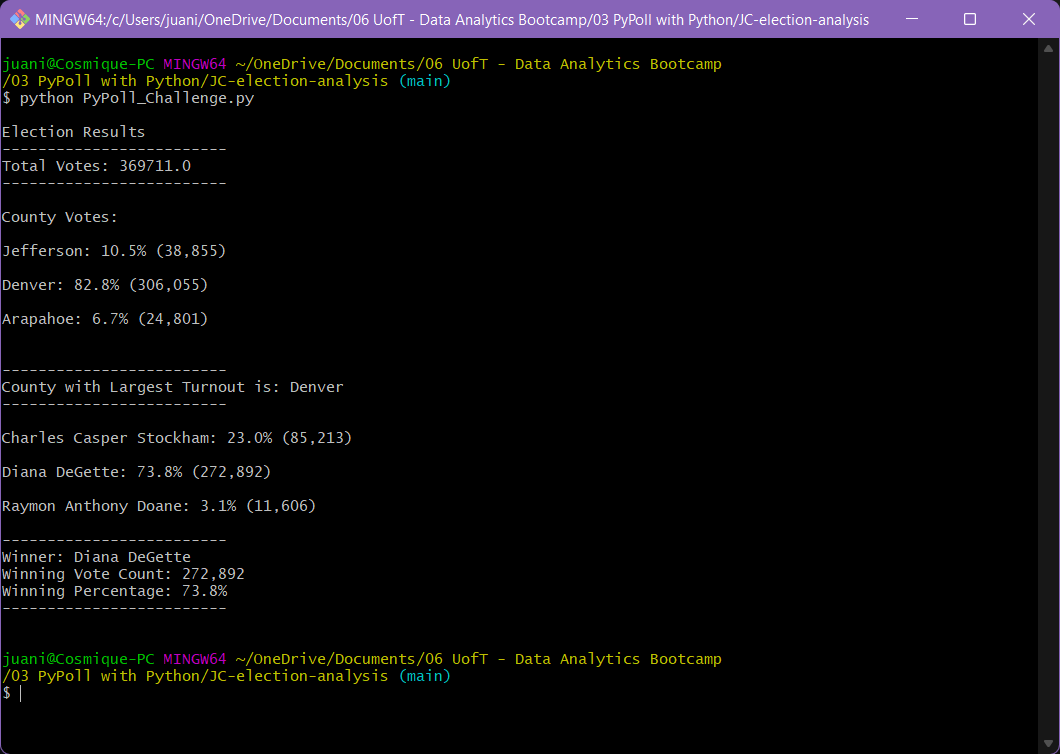 MINGW64:/c/Users/juani/OneDrive/Documents/06 UofT - Data Analytics Bootcamp/03 PyPoll with Python/JC-election-analysis
juani@Cosmique-PC MINGW64 ~/OneDrive/Documents/06 UofT - Data Analytics Bootcamp
/03 PyPoll with Python/JC-election-analysis (main)
$ python PyPoll_Challenge.py
Election Results
-------------------------
Total Votes: 369711.0
-------------------------
County Votes:
Jefferson: 10.5% (38,855)
Denver: 82.8% (306,055)
Arapahoe: 6.7% (24,801)
-------------------------
County with Largest Turnout is: Denver
-------------------------
Charles Casper Stockham: 23.0% (85,213)
Diana DeGette: 73.8% (272,892)
Raymon Anthony Doane: 3.1% (11,606)
-------------------------
Winner: Diana DeGette
Winning Vote Count: 272,892
Winning Percentage: 73.8%
-------------------------
juani@Cosmique-PC MINGW64 ~/OneDrive/Documents/06 UofT - Data Analytics Bootcamp
/03 PyPoll with Python/JC-election-analysis (main)
$